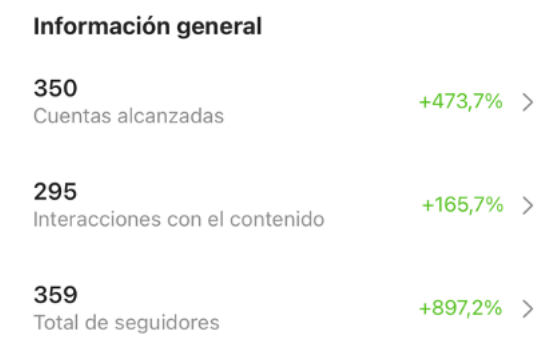 Información general
350
Cuentas alcanzadas
+473,7%
295
Interacciones con el contenido
+165,7%
359
Total de seguidores
+897,2%